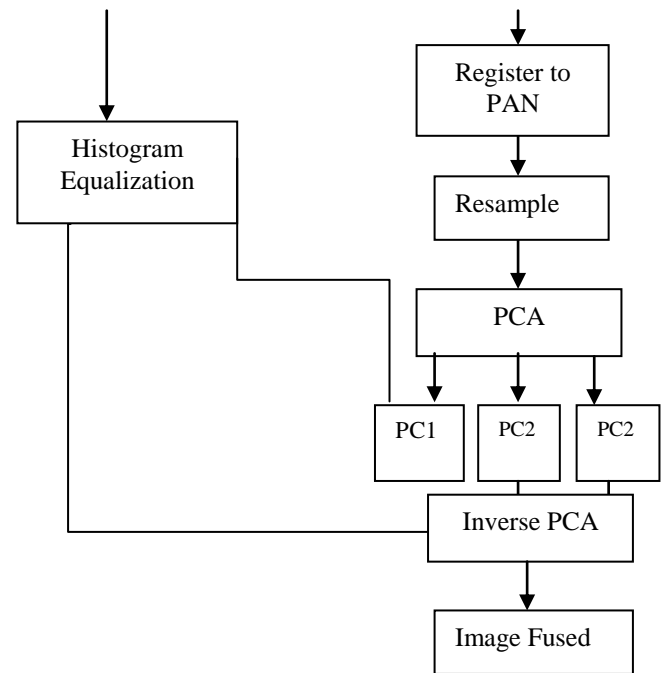 Register to
PAN
Histogram
Equalization
Resample
PCA
PC1
PC2
PC2
Inverse PCA
Image Fused